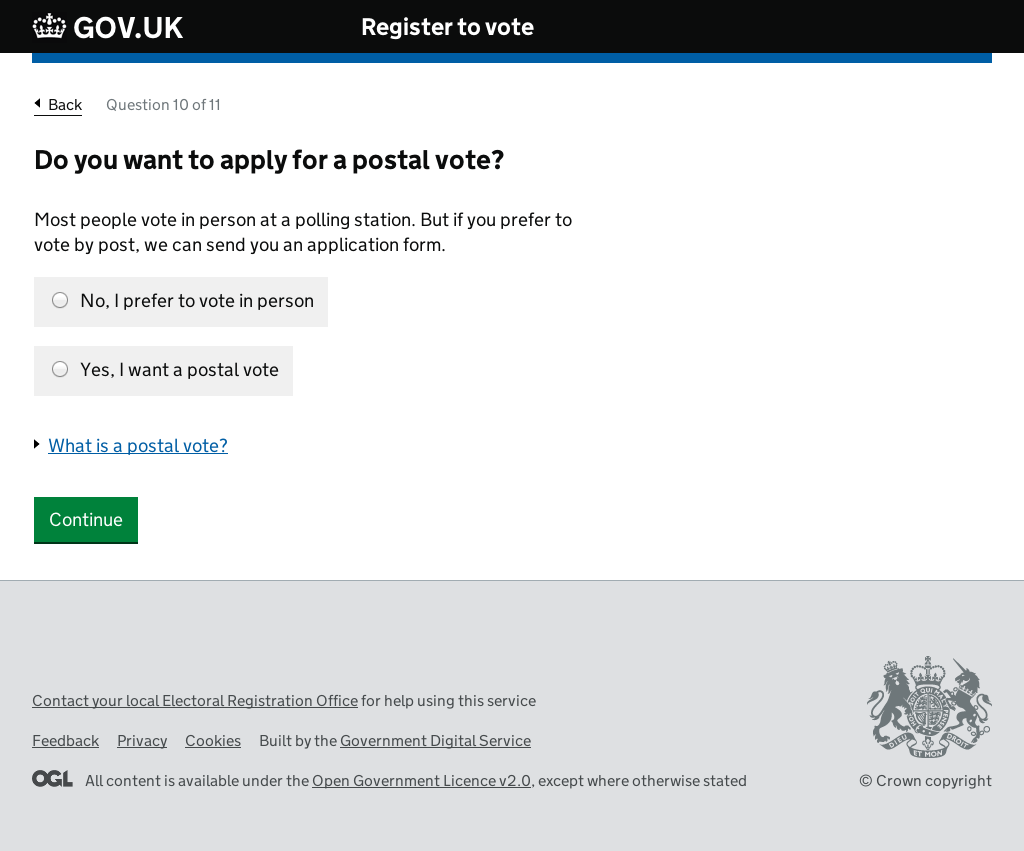 GOV.UK
Register to vote
Back
Question 10 of 11
Do you want to apply for a postal vote?
Most people vote in person at a polling station. But if you prefer to
vote by post, we can send you an application form.
No, I prefer to vote in person
Yes, I want a postal vote
What is a postal vote?
Continue
Contact your local Electoral Registration Office for help using this service
Feedback
Privacy
Cookies
Built by the Government Digital Service
OGL
All content is available under the Open Government Licence v2.0, except where otherwise stated
DIEU ET MON DROIT
© Crown copyright